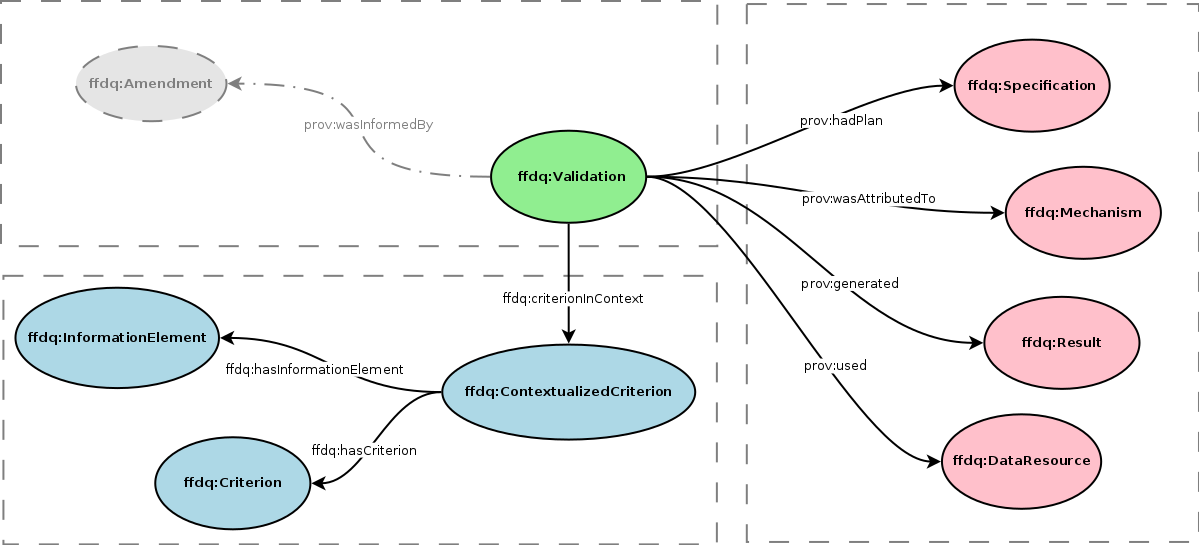 ffdq:Amendment
prov:wasInformedBy
ffdq:Validation
ffdq:Specification
prov:hadPlan
ffdq:Mechanism
prov:wasAttributedTo
prov:generated
ffdq:Result
prov:used
ffdq:DataResource
ffdq:criterionInContext
ffdq:InformationElement
ffdq:hasInformationElement
ffdq:ContextualizedCriterion
ffdq:hasCriterion
ffdq:Criterion